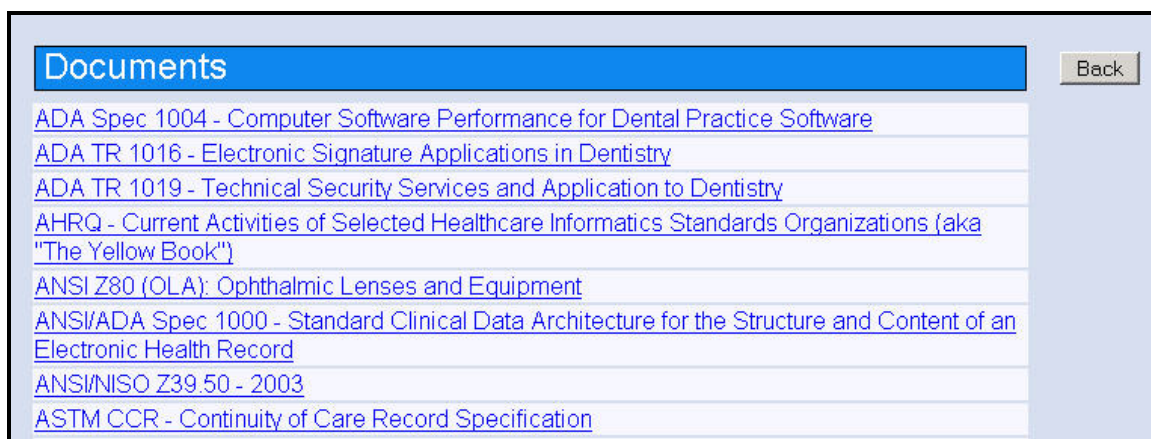 Documents
Back
ADA Spec 1004 - Computer Software Performance for Dental Practice Software
ADA TR 1016 - Electronic Signature Applications in Dentistry
ADA TR 1019 - Technical Security Services and Application to Dentistry
AHRQ - Current Activities of Selected Healthcare Informatics Standards Organizations (aka
"The Yellow Book")
ANSI Z80 (OLA): Ophthalmic Lenses and Equipment
ANSI/ADA Spec 1000 - Standard Clinical Data Architecture for the Structure and Content of an
Electronic Health Record
ANSI/NISO Z39.50 - 2003
ASTM CCR - Continuity of Care Record Specification